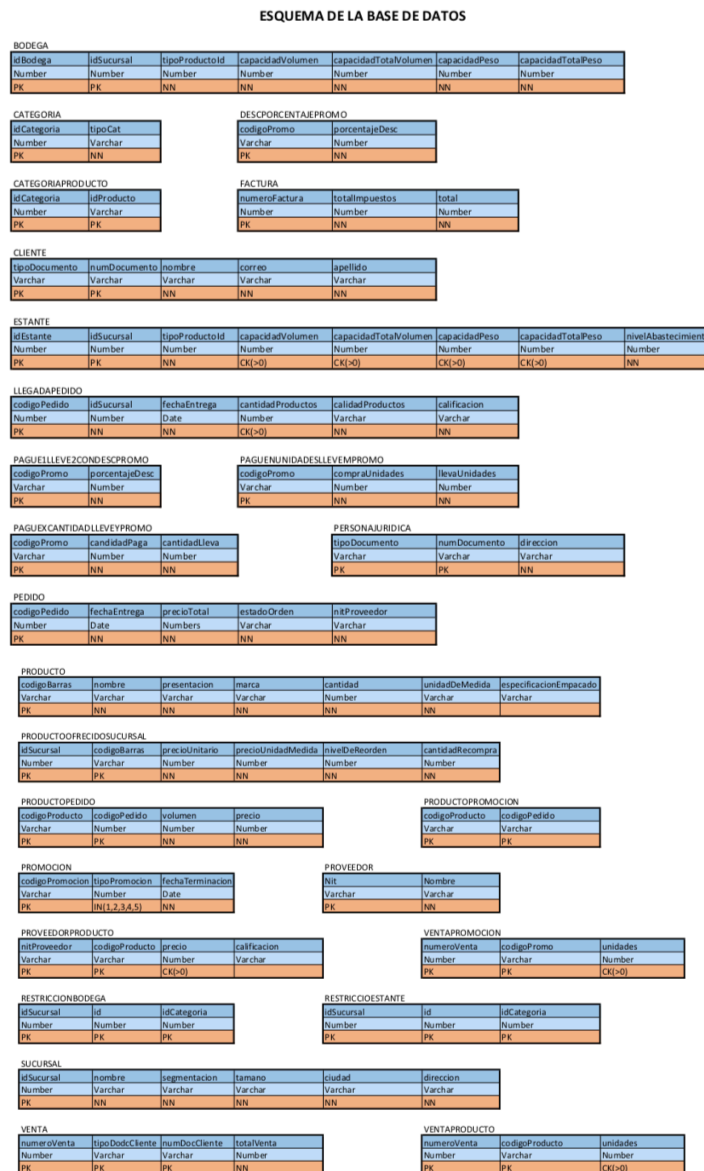 ESQUEMA DE LA BASE DE DATOS
BODEGA
idBodega idSucursal tipoProductoId capacidadVolumen capacidadTotalVolumen capacidadPeso capacidadTotalPeso
Number Number Number Number Number Number Number
PK PK NN NN NN NN NN
CATEGORIA DESCPORCENTAJEPROMO
idCategoria tipoCat codigoPromo porcentajeDesc
Number Varchar Varchar Number
PK NN PK NN
CATEGORIAPRODUCTO FACTURA
idCategoria idProducto numeroFactura totalImpuestos total
Number Varchar Number Number Number
PK PK PK NN NN
CLIENTE
tipoDocumento numDocumento nombre correo apellido
Varchar Varchar Varchar Varchar Varchar
PK PK NN NN NN
ESTANTE
idEstante idSucursal tipoProductoId capacidadVolumen capacidadTotalVolumen capacidadPeso capacidadTotalPeso nivelAbastecimient
Number Number Number Number Number Number Number Number
PK PK NN CK(>0) CK(>0) CK(>0) CK(>0) NN
LLEGADAPEDIDO
codigoPedido idSucursal fechaEntrega cantidadProductos calidadProductos calificacion
Number Number Date Number Varchar Varchar
PK NN NN CK(>0) NN NN
PAGUE1LLEVE2CONDESCPROMO PAGUENUNIDADESLLEVEMPROMO
codigoPromo porcentajeDesc codigoPromo compraUnidades llevaUnidades
Varchar Number Varchar Number Number
PK NN PK NN NN
PAGUEXCANTIDADLLEVEYPROMO PERSONAJURIDICA
codigoPromo candidadPaga cantidadLleva tipoDocumento numDocumento direccion
Varchar Number Number Varchar Varchar Varchar
PK NN NN PK PK NN
PEDIDO
codigoPedido fechaEntrega precioTotal estadoOrden nitProveedor
Number Date Numbers Varchar Varchar
PK NN NN NN NN
PRODUCTO
codigoBarras nombre presentacion marca cantidad unidadDeMedida especificacionEmpacado
Varchar Varchar Varchar Varchar Number Varchar Varchar
PK NN NN NN NN NN
PRODUCTOOFRECIDOSUCURSAL
idSucursal codigoBarras precioUnitario precioUnidadMedida nivelDeReorden cantidadRecompra
Number Varchar Number Number Number Number
PK PK NN NN NN NN
PRODUCTOPEDIDO PRODUCTOPROMOCION
codigoProducto codigoPedido volumen precio codigoProducto codigoPedido
Varchar Number Number Number Varchar Varchar
PK PK NN NN PK PK
PROMOCION PROVEEDOR
codigoPromocion tipoPromocion fechaTerminacion Nit Nombre
Varchar Number Date Varchar Varchar
PK IN(1,2,3,4,5) NN PK NN
PROVEEDORPRODUCTO VENTAPROMOCION
nitProveedor codigoProducto precio calificacion numeroVenta codigoPromo unidades
Varchar Varchar Number Varchar Number Varchar Number
PK PK CK(>0) PK PK CK(>0)
RESTRICCIONBODEGA RESTRICCIOESTANTE
idSucursal id idCategoria idSucursal id idCategoria
Number Number Number Number Number Number
PK PK PK PK PK PK
SUCURSAL
idSucursal nombre segmentacion tamano ciudad direccion
Number Varchar Varchar Varchar Varchar Varchar
PK NN NN NN NN NN
VENTA VENTAPRODUCTO
numeroVenta tipoDodcCliente numDocCliente totalVenta numeroVenta codigoProducto unidades
Number Varchar Varchar Number Number Varchar Number
PK PK PK NN PK PK CK(>0)